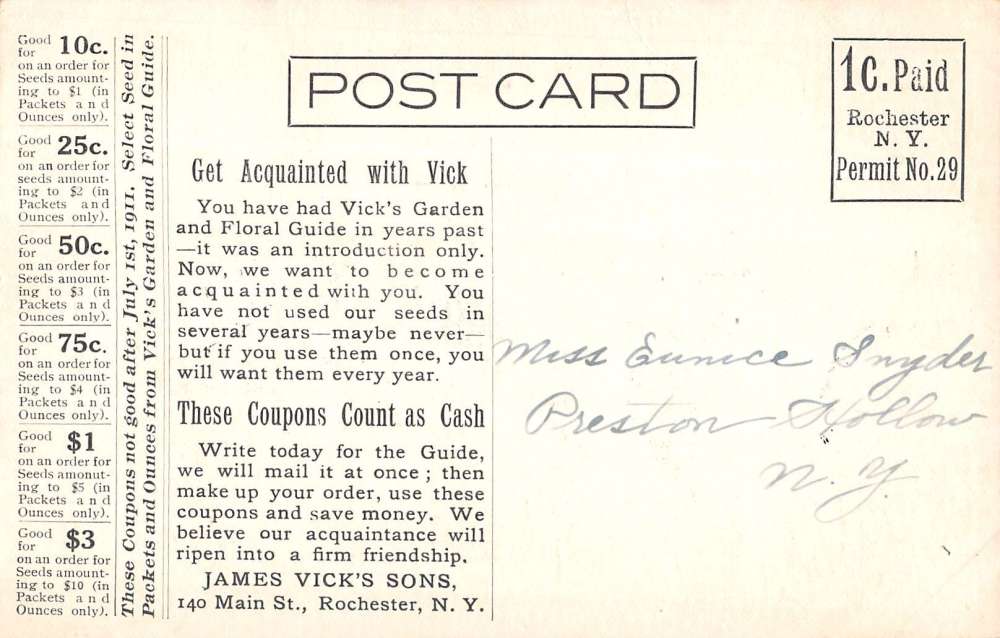 Good for 10c.
on an order for
Seeds amount-
ing to $1 (in
Packets and
Ounces only).
Good for 25c.
on an order for
seeds amount-
ing to $2 (in
Packets and
Ounces only).
Good for 50c.
on an order for
Seeds amount-
ing to $3 (in
Packets and
Ounces only).
Good for 75c.
on an order for
Seeds amount-
ing to $4 (in
Packets and
Ounces only).
Good for $1
on an order for
Seeds amonut-
ing to $5 (in
Packets and
Ounces only).
Good for $3
on an order for
Seeds amount-
ing to $10 (in
Packets and
Ounces only).
These Coupons not good after July 1st, 1911. Select Seed in
Packets and Ounces from Vick's Garden and Floral Guide.
POST CARD
Get Acquainted with Vick
You have had Vick's Garden
and Floral Guide in years past
—it was an introduction only.
Now, we want to become
acquainted with you. You
have not used our seeds in
several years—maybe never—
but if you use them once, you
will want them every year.
These Coupons Count as Cash
Write today for the Guide,
we will mail it at once; then
make up your order, use these
coupons and save money. We
believe our acquaintance will
ripen into a firm friendship.
JAMES VICK'S SONS,
140 Main St., Rochester, N. Y.
1c. Paid
Rochester
N. Y.
Permit No. 29
Miss Eunice Snyder
Preston Hollow
N. Y.